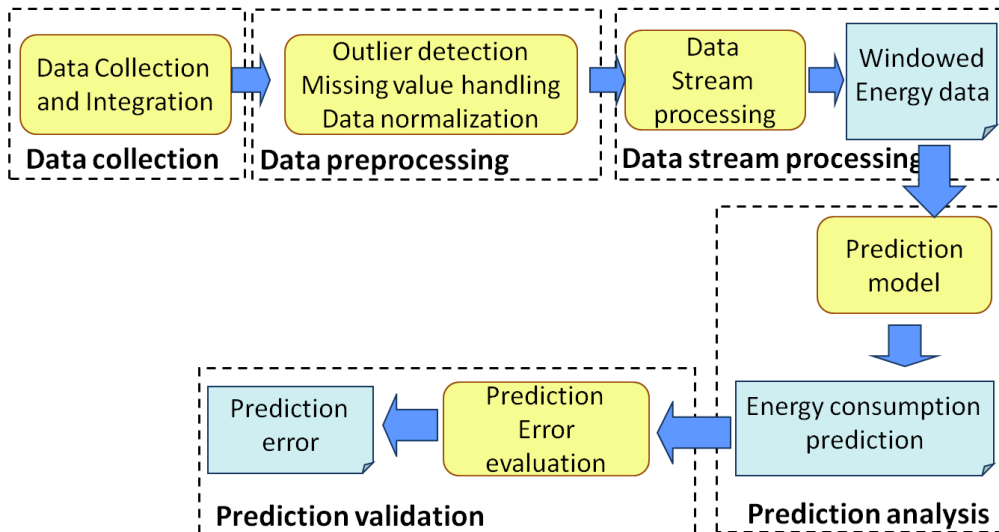 Data Collection
and Integration
Data collection
Outlier detection
Missing value handling
Data normalization
Data preprocessing
Data
Stream
processing
Windowed
Energy data
Data stream processing
Prediction
model
Energy consumption
prediction
Prediction analysis
Prediction
Error
evaluation
Prediction
error
Prediction validation